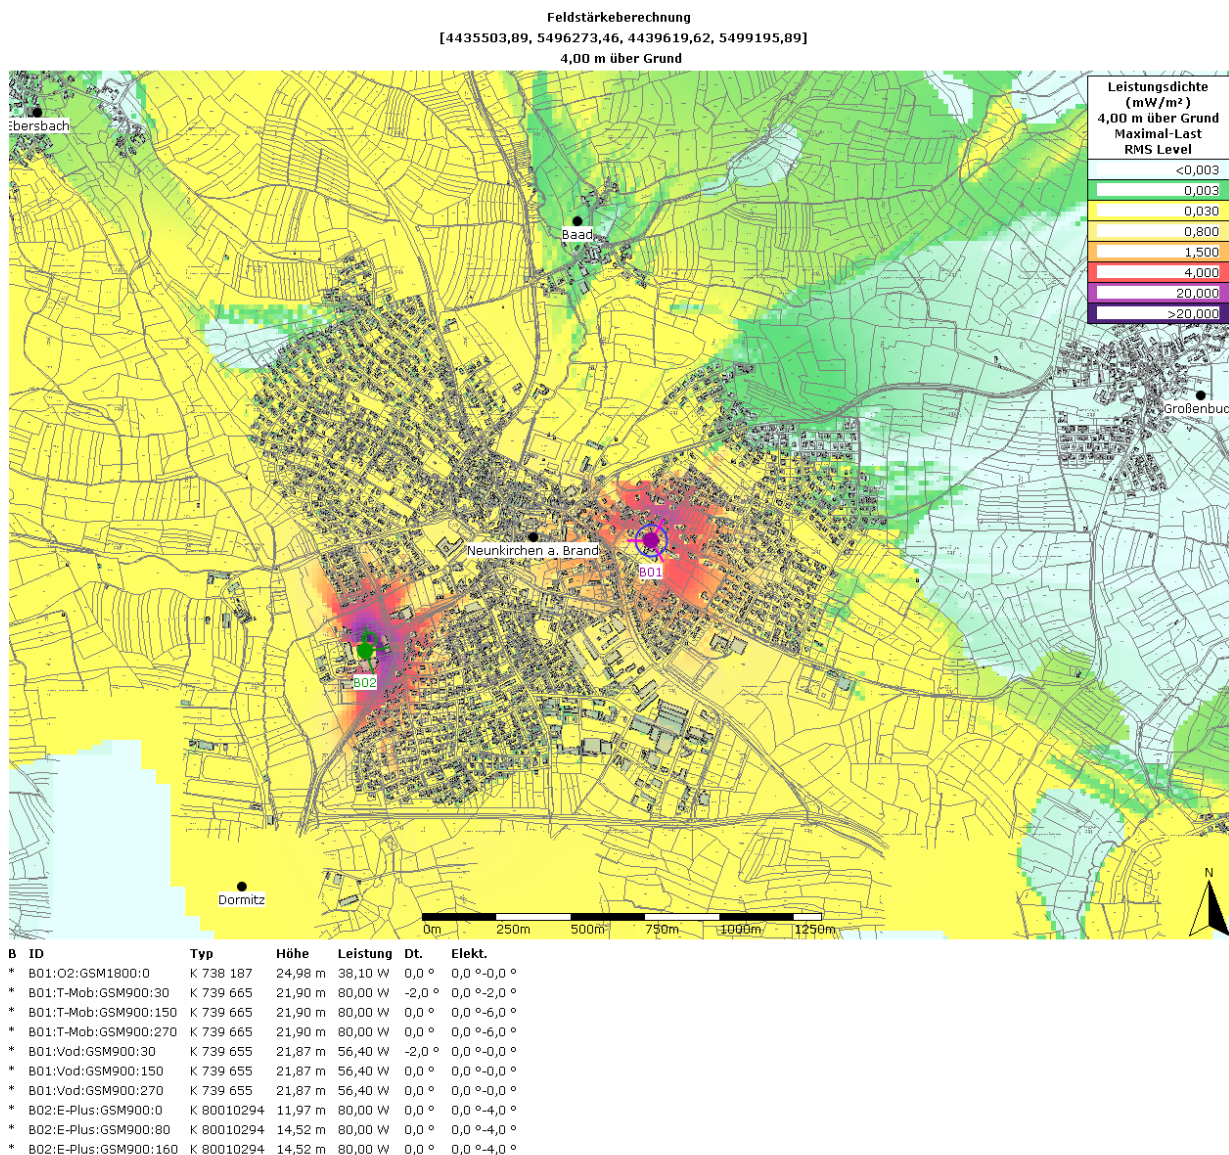 Feldstärkeberechnung
[4435503,89, 5496273,46, 4439619,62, 5499195,89]
4,00 m über Grund
Leistungsdichte
(mW/m²)
4,00 m über Grund
Maximal-Last
RMS Level
<0,003
0,003
0,030
0,800
1,500
4,000
20,000
>20,000
Ebersbach
Baad
Großenbuc
Neunkirchen a. Brand
B01
B02
Dormitz
N
0m 250m 500m 750m 1000m 1250m
B ID Typ Höhe Leistung Dt. Elekt.
* B01:O2:GSM1800:0 K 738 187 24,98 m 38,10 W 0,0 ° 0,0 °-0,0 °
* B01:T-Mob:GSM900:30 K 739 665 21,90 m 80,00 W -2,0 ° 0,0 °-2,0 °
* B01:T-Mob:GSM900:150 K 739 665 21,90 m 80,00 W 0,0 ° 0,0 °-6,0 °
* B01:T-Mob:GSM900:270 K 739 665 21,90 m 80,00 W 0,0 ° 0,0 °-6,0 °
* B01:Vod:GSM900:30 K 739 655 21,87 m 56,40 W -2,0 ° 0,0 °-0,0 °
* B01:Vod:GSM900:150 K 739 655 21,87 m 56,40 W 0,0 ° 0,0 °-0,0 °
* B01:Vod:GSM900:270 K 739 655 21,87 m 56,40 W 0,0 ° 0,0 °-0,0 °
* B02:E-Plus:GSM900:0 K 80010294 11,97 m 80,00 W 0,0 ° 0,0 °-4,0 °
* B02:E-Plus:GSM900:80 K 80010294 14,52 m 80,00 W 0,0 ° 0,0 °-4,0 °
* B02:E-Plus:GSM900:160 K 80010294 14,52 m 80,00 W 0,0 ° 0,0 °-4,0 °